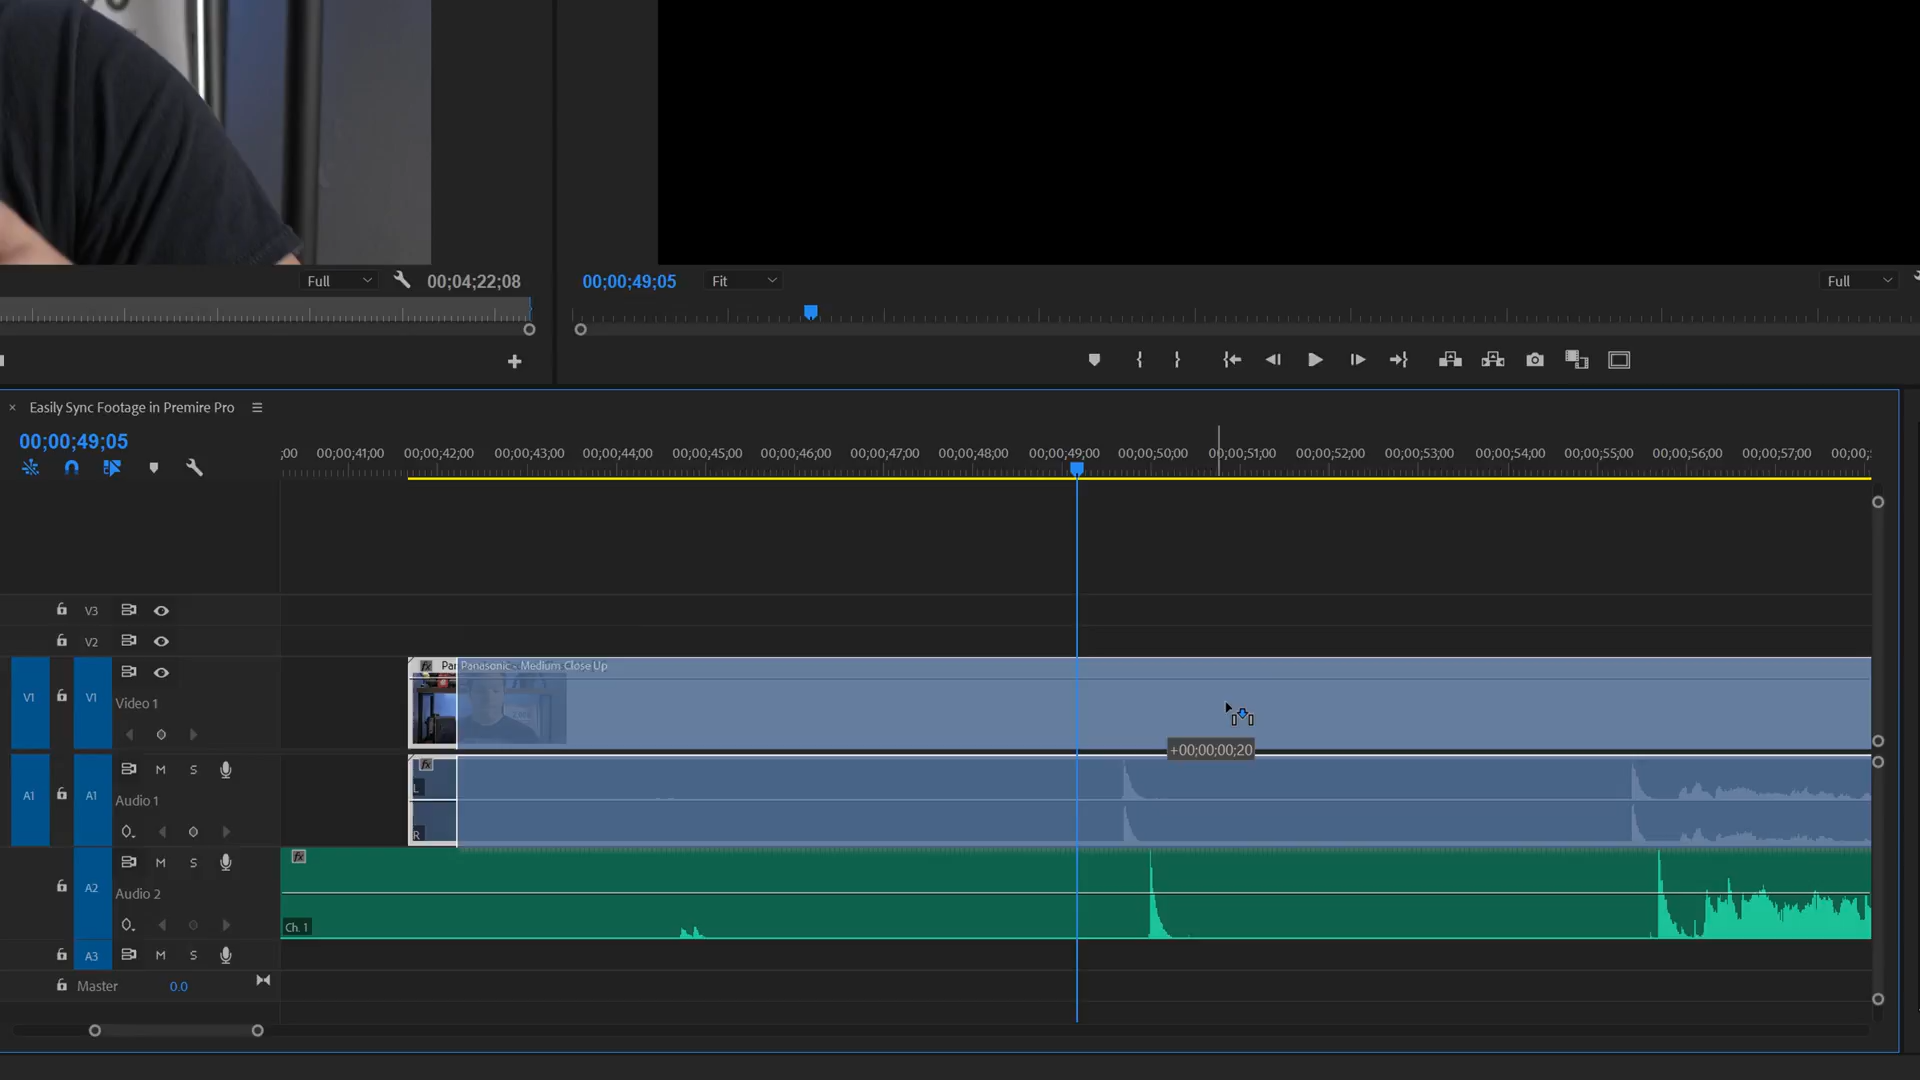 Full
00;04;22;08
00;00;49;05
Fit
Full
Easily Sync Footage in Premire Pro
00;00;49;05
;00
00;00;41;00
00;00;42;00
00;00;43;00
00;00;44;00
00;00;45;00
00;00;46;00
00;00;47;00
00;00;48;00
00;00;49;00
00;00;50;00
00;00;51;00
00;00;52;00
00;00;53;00
00;00;54;00
00;00;55;00
00;00;56;00
00;00;57;00
00;00;
V3
V2
fx Par Panasonic - Medium Close Up
V1
V1
Video 1
+00;00;00;20
M
S
fx
L
A1
A1
Audio 1
R
M
S
fx
A2
Audio 2
Ch. 1
A3
M
S
Master
0.0